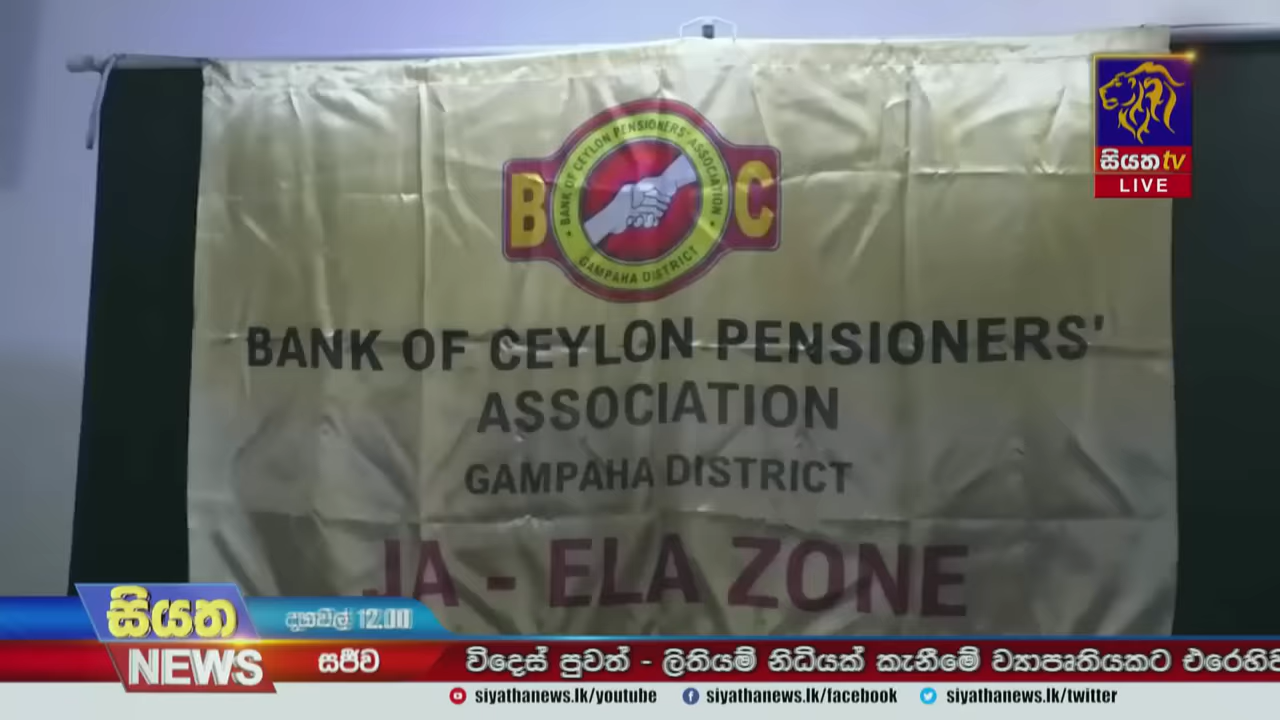 B C
BANK OF CEYLON PENSIONERS' ASSOCIATION
GAMPAHA DISTRICT
BANK OF CEYLON PENSIONERS'
ASSOCIATION
GAMPAHA DISTRICT
JA - ELA ZONE
සියත tv
LIVE
සියත
දහවල් 12.00
NEWS
සජීව
විදෙස් පුවත් - ලිතියම් නිධියක් කැනීමේ ව්‍යාපෘතියකට එරෙහිව
siyathanews.lk/youtube siyathanews.lk/facebook siyathanews.lk/twitter